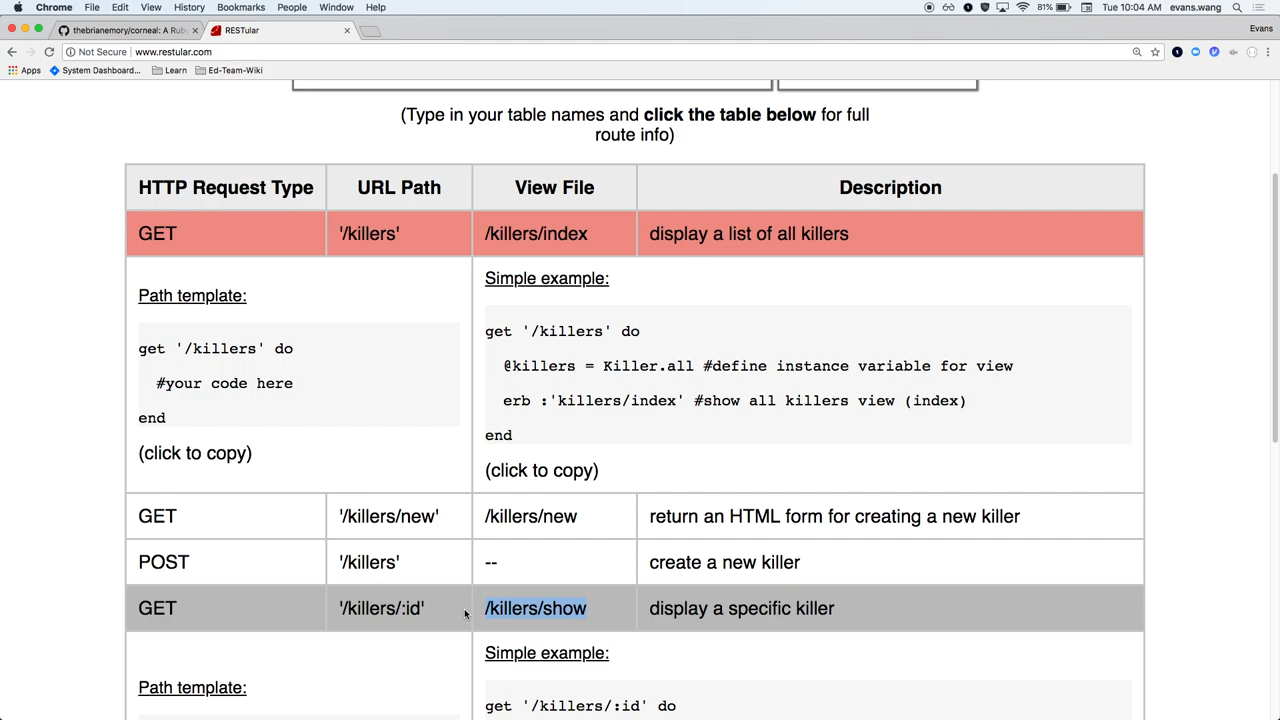 Chrome File Edit View History Bookmarks People Window Help 81% Tue 10:04 AM evans.wang
thebrianemory/corneal: A Rub RESTular Evans
Not Secure www.restular.com
Apps System Dashboard... Learn Ed-Team-Wiki
(Type in your table names and click the table below for full
route info)
HTTP Request Type URL Path View File Description
GET '/killers' /killers/index display a list of all killers
Path template:
get '/killers' do
#your code here
end
(click to copy)
Simple example:
get '/killers' do
@killers = Killer.all #define instance variable for view
erb :'killers/index' #show all killers view (index)
end
(click to copy)
GET '/killers/new' /killers/new return an HTML form for creating a new killer
POST '/killers' -- create a new killer
GET '/killers/:id' /killers/show display a specific killer
Path template:
Simple example:
get '/killers/:id' do